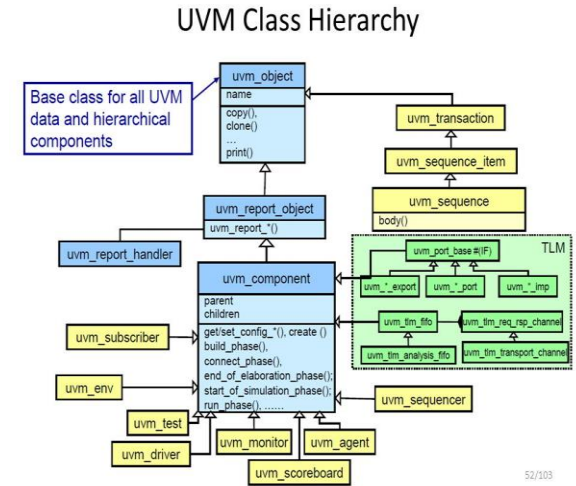 UVM Class Hierarchy
Base class for all UVM
data and hierarchical
components
uvm_object
name
copy(),
clone()
...
print()
uvm_transaction
uvm_sequence_item
uvm_sequence
body()
uvm_report_object
uvm_report_*()
uvm_report_handler
uvm_component
parent
children
get/set_config_*(), create ()
build_phase(),
connect_phase(),
end_of_elaboration_phase();
start_of_simulation_phase();
run_phase(), ......
TLM
uvm_port_base #(IF)
uvm_*_export
uvm_*_port
uvm_*_imp
uvm_tlm_fifo
uvm_tlm_req_rsp_channel
uvm_tlm_analysis_fifo
uvm_tlm_transport_channel
uvm_subscriber
uvm_env
uvm_test
uvm_driver
uvm_monitor
uvm_scoreboard
uvm_agent
uvm_sequencer
52/103